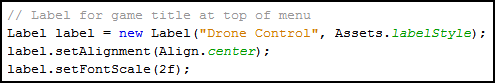 // Label for game title at top of menu
Label label = new Label("Drone Control", Assets.labelStyle);
label.setAlignment(Align.center);
label.setFontScale(2f);